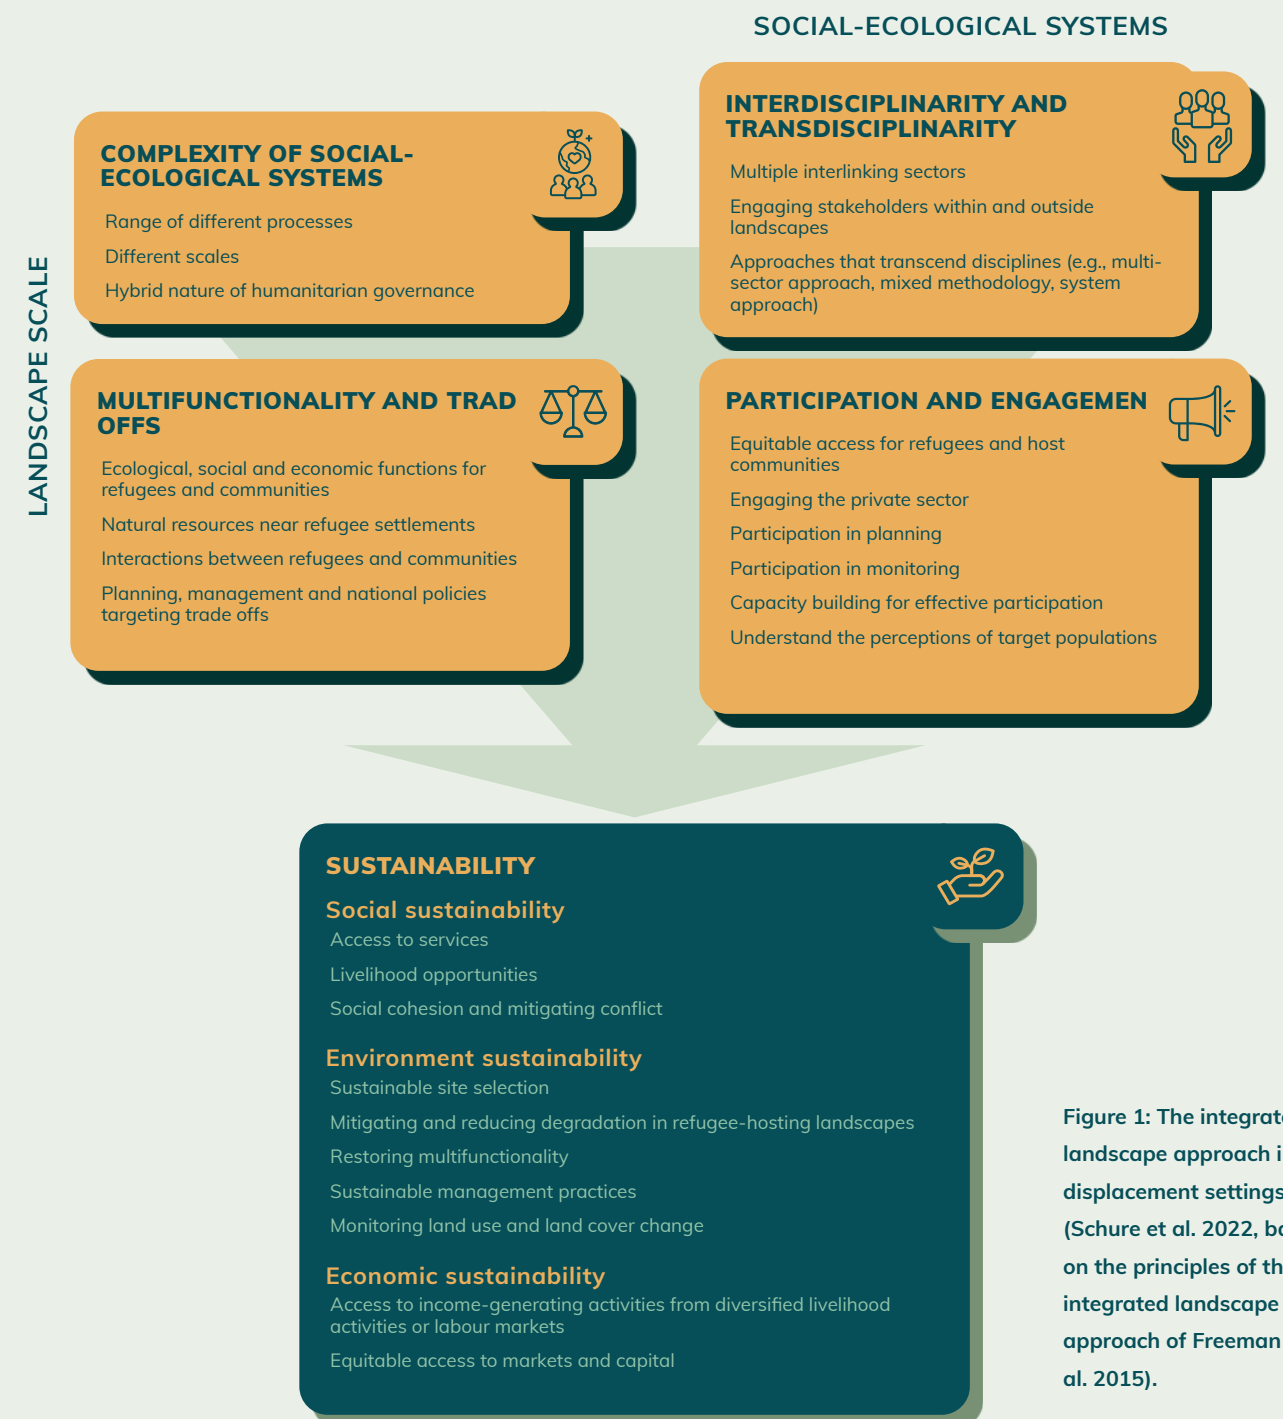 SOCIAL-ECOLOGICAL SYSTEMS
LANDSCAPE SCALE
COMPLEXITY OF SOCIAL-
ECOLOGICAL SYSTEMS
Range of different processes
Different scales
Hybrid nature of humanitarian governance
INTERDISCIPLINARITY AND
TRANSDISCIPLINARITY
Multiple interlinking sectors
Engaging stakeholders within and outside
landscapes
Approaches that transcend disciplines (e.g., multi-
sector approach, mixed methodology, system
approach)
MULTIFUNCTIONALITY AND TRAD
OFFS
Ecological, social and economic functions for
refugees and communities
Natural resources near refugee settlements
Interactions between refugees and communities
Planning, management and national policies
targeting trade offs
PARTICIPATION AND ENGAGEMEN
Equitable access for refugees and host
communities
Engaging the private sector
Participation in planning
Participation in monitoring
Capacity building for effective participation
Understand the perceptions of target populations
SUSTAINABILITY
Social sustainability
Access to services
Livelihood opportunities
Social cohesion and mitigating conflict
Environment sustainability
Sustainable site selection
Mitigating and reducing degradation in refugee-hosting landscapes
Restoring multifunctionality
Sustainable management practices
Monitoring land use and land cover change
Economic sustainability
Access to income-generating activities from diversified livelihood
activities or labour markets
Equitable access to markets and capital
Figure 1: The integrat
landscape approach i
displacement settings
(Schure et al. 2022, b
on the principles of th
integrated landscape
approach of Freeman
al. 2015).